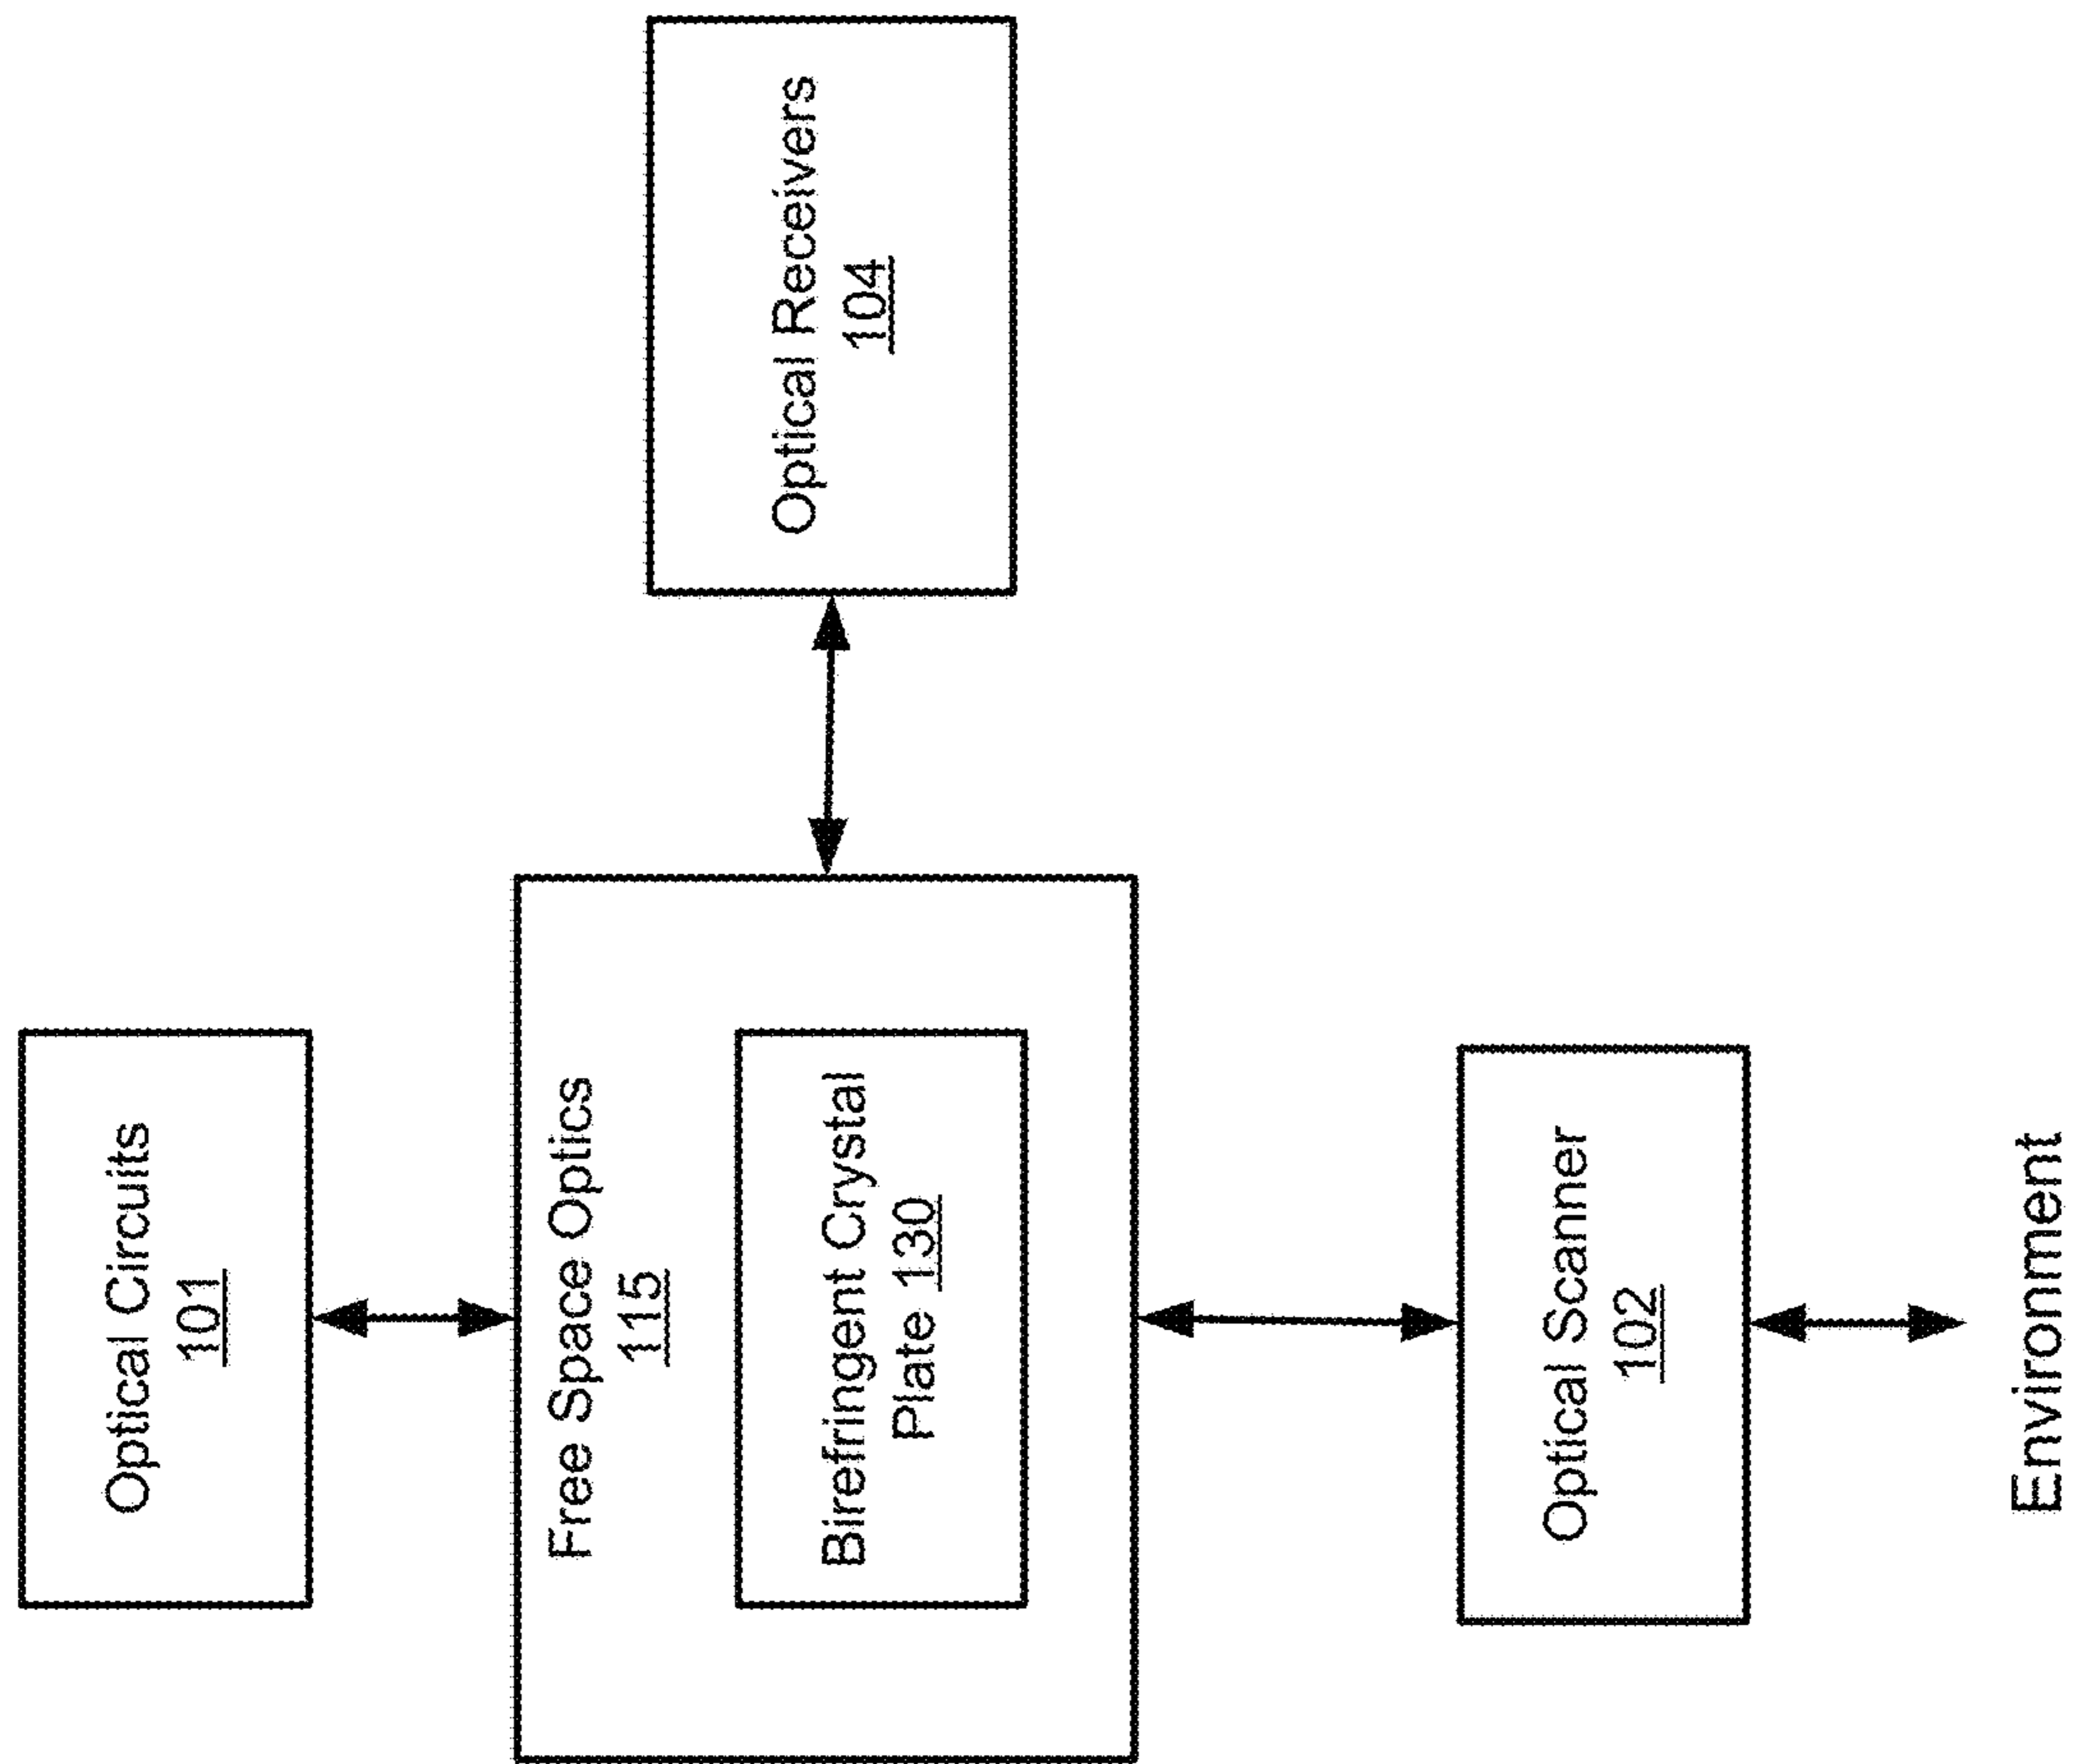 Optical Circuits
101
Free Space Optics
115
Birefringent Crystal
Plate 130
Optical Receivers
104
Optical Scanner
102
Environment